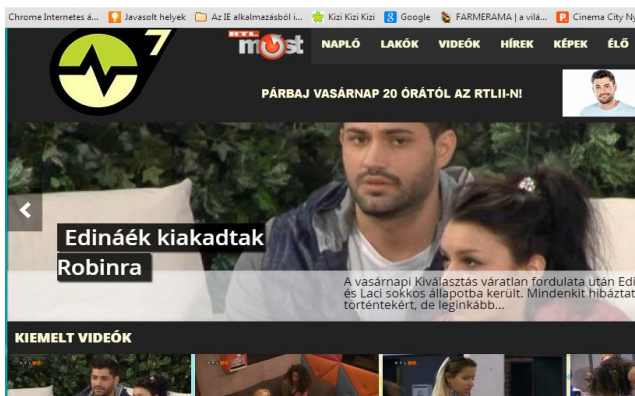 Chrome Internetes á... Javasolt helyek Az IE alkalmazásból i... Kizi Kizi Kizi Google FARMERAMA | a vilá... Cinema City Ny
7
RTL
most NAPLÓ LAKÓK VIDEÓK HÍREK KÉPEK ÉLŐ
PÁRBAJ VASÁRNAP 20 ÓRÁTÓL AZ RTLII-N!
Edináék kiakadtak
Robinra
A vasárnapi Kiválasztás váratlan fordulata után Edi
és Laci sokkos állapotba került. Mindenkit hibáztat
történtekért, de leginkább...
KIEMELT VIDEÓK